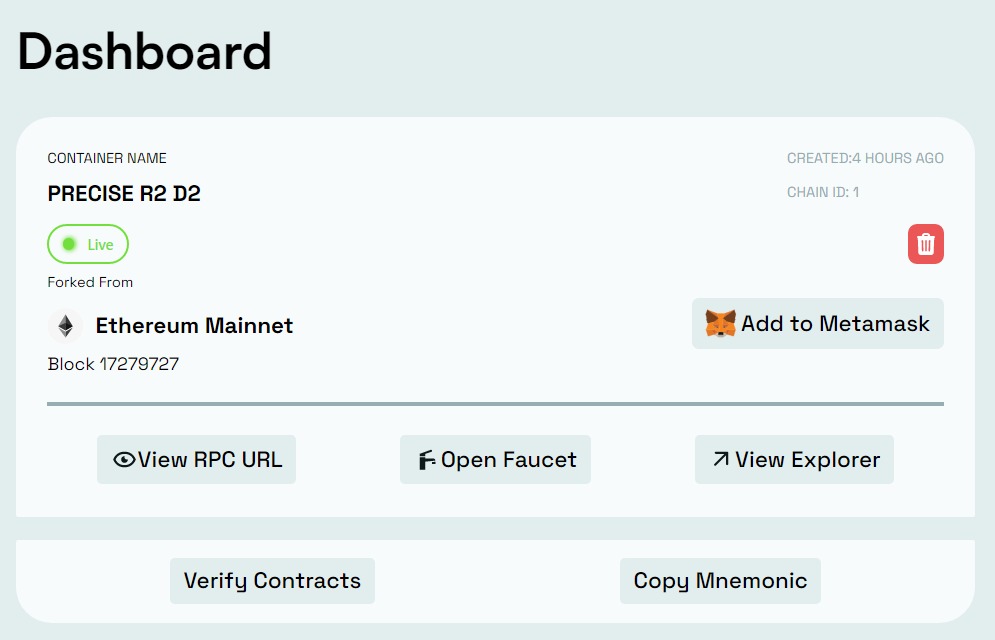 Dashboard
CONTAINER NAME
CREATED:4 HOURS AGO
PRECISE R2 D2
CHAIN ID: 1
Live
Forked From
Ethereum Mainnet
Add to Metamask
Block 17279727
View RPC URL
Open Faucet
View Explorer
Verify Contracts
Copy Mnemonic